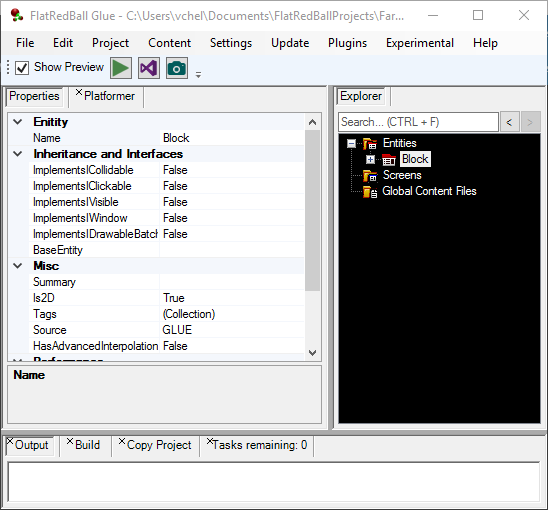 FlatRedBall Glue - C:\Users\vchel\Documents\FlatRedBallProjects\Far...
File Edit Project Content Settings Update Plugins Experimental Help
Show Preview
Properties Platformer
Enitity
Name Block
Inheritance and Interfaces
ImplementsICollidable False
ImplementsIClickable False
ImplementsIVisible False
ImplementsIWindow False
ImplementsIDrawableBatch False
BaseEntity
Misc
Summary
Is2D True
Tags (Collection)
Source GLUE
HasAdvancedInterpolation False
Performance
Name
Explorer
Search... (CTRL + F) < >
Entities
Block
Screens
Global Content Files
Output Build Copy Project Tasks remaining: 0